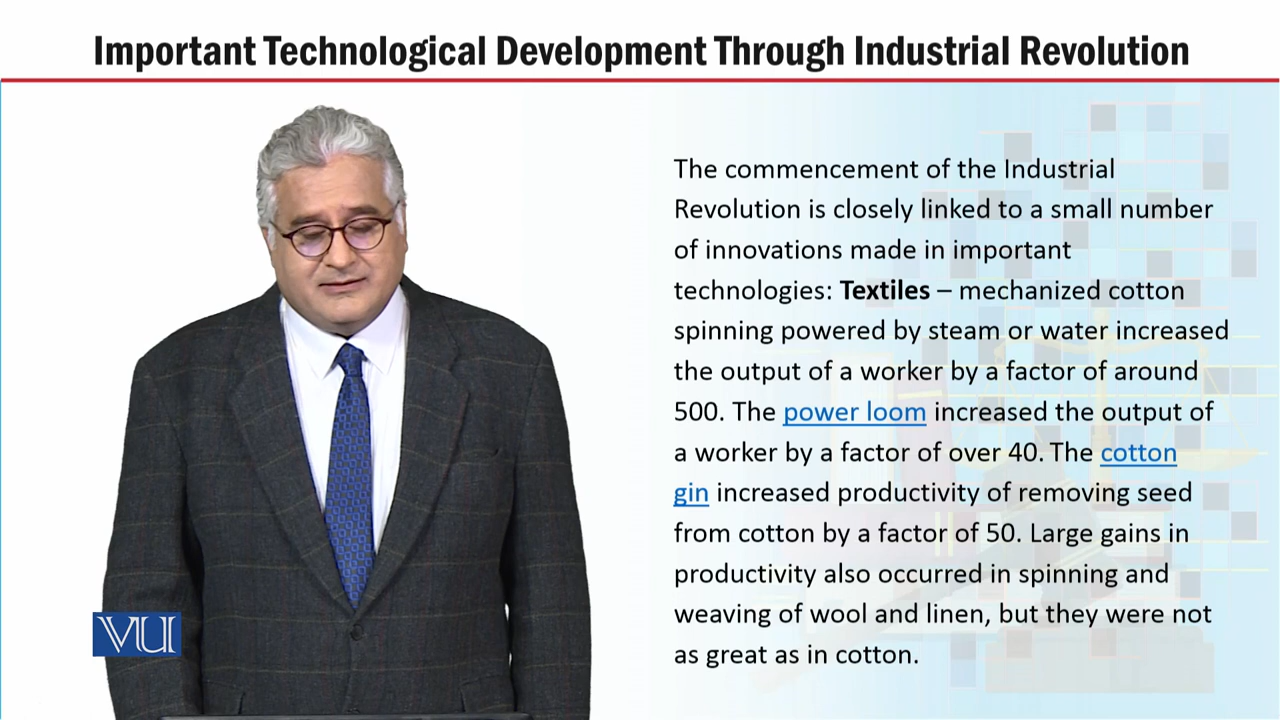 Important Technological Development Through Industrial Revolution
The commencement of the Industrial
Revolution is closely linked to a small number
of innovations made in important
technologies: Textiles – mechanized cotton
spinning powered by steam or water increased
the output of a worker by a factor of around
500. The power loom increased the output of
a worker by a factor of over 40. The cotton
gin increased productivity of removing seed
from cotton by a factor of 50. Large gains in
productivity also occurred in spinning and
weaving of wool and linen, but they were not
as great as in cotton.
VU